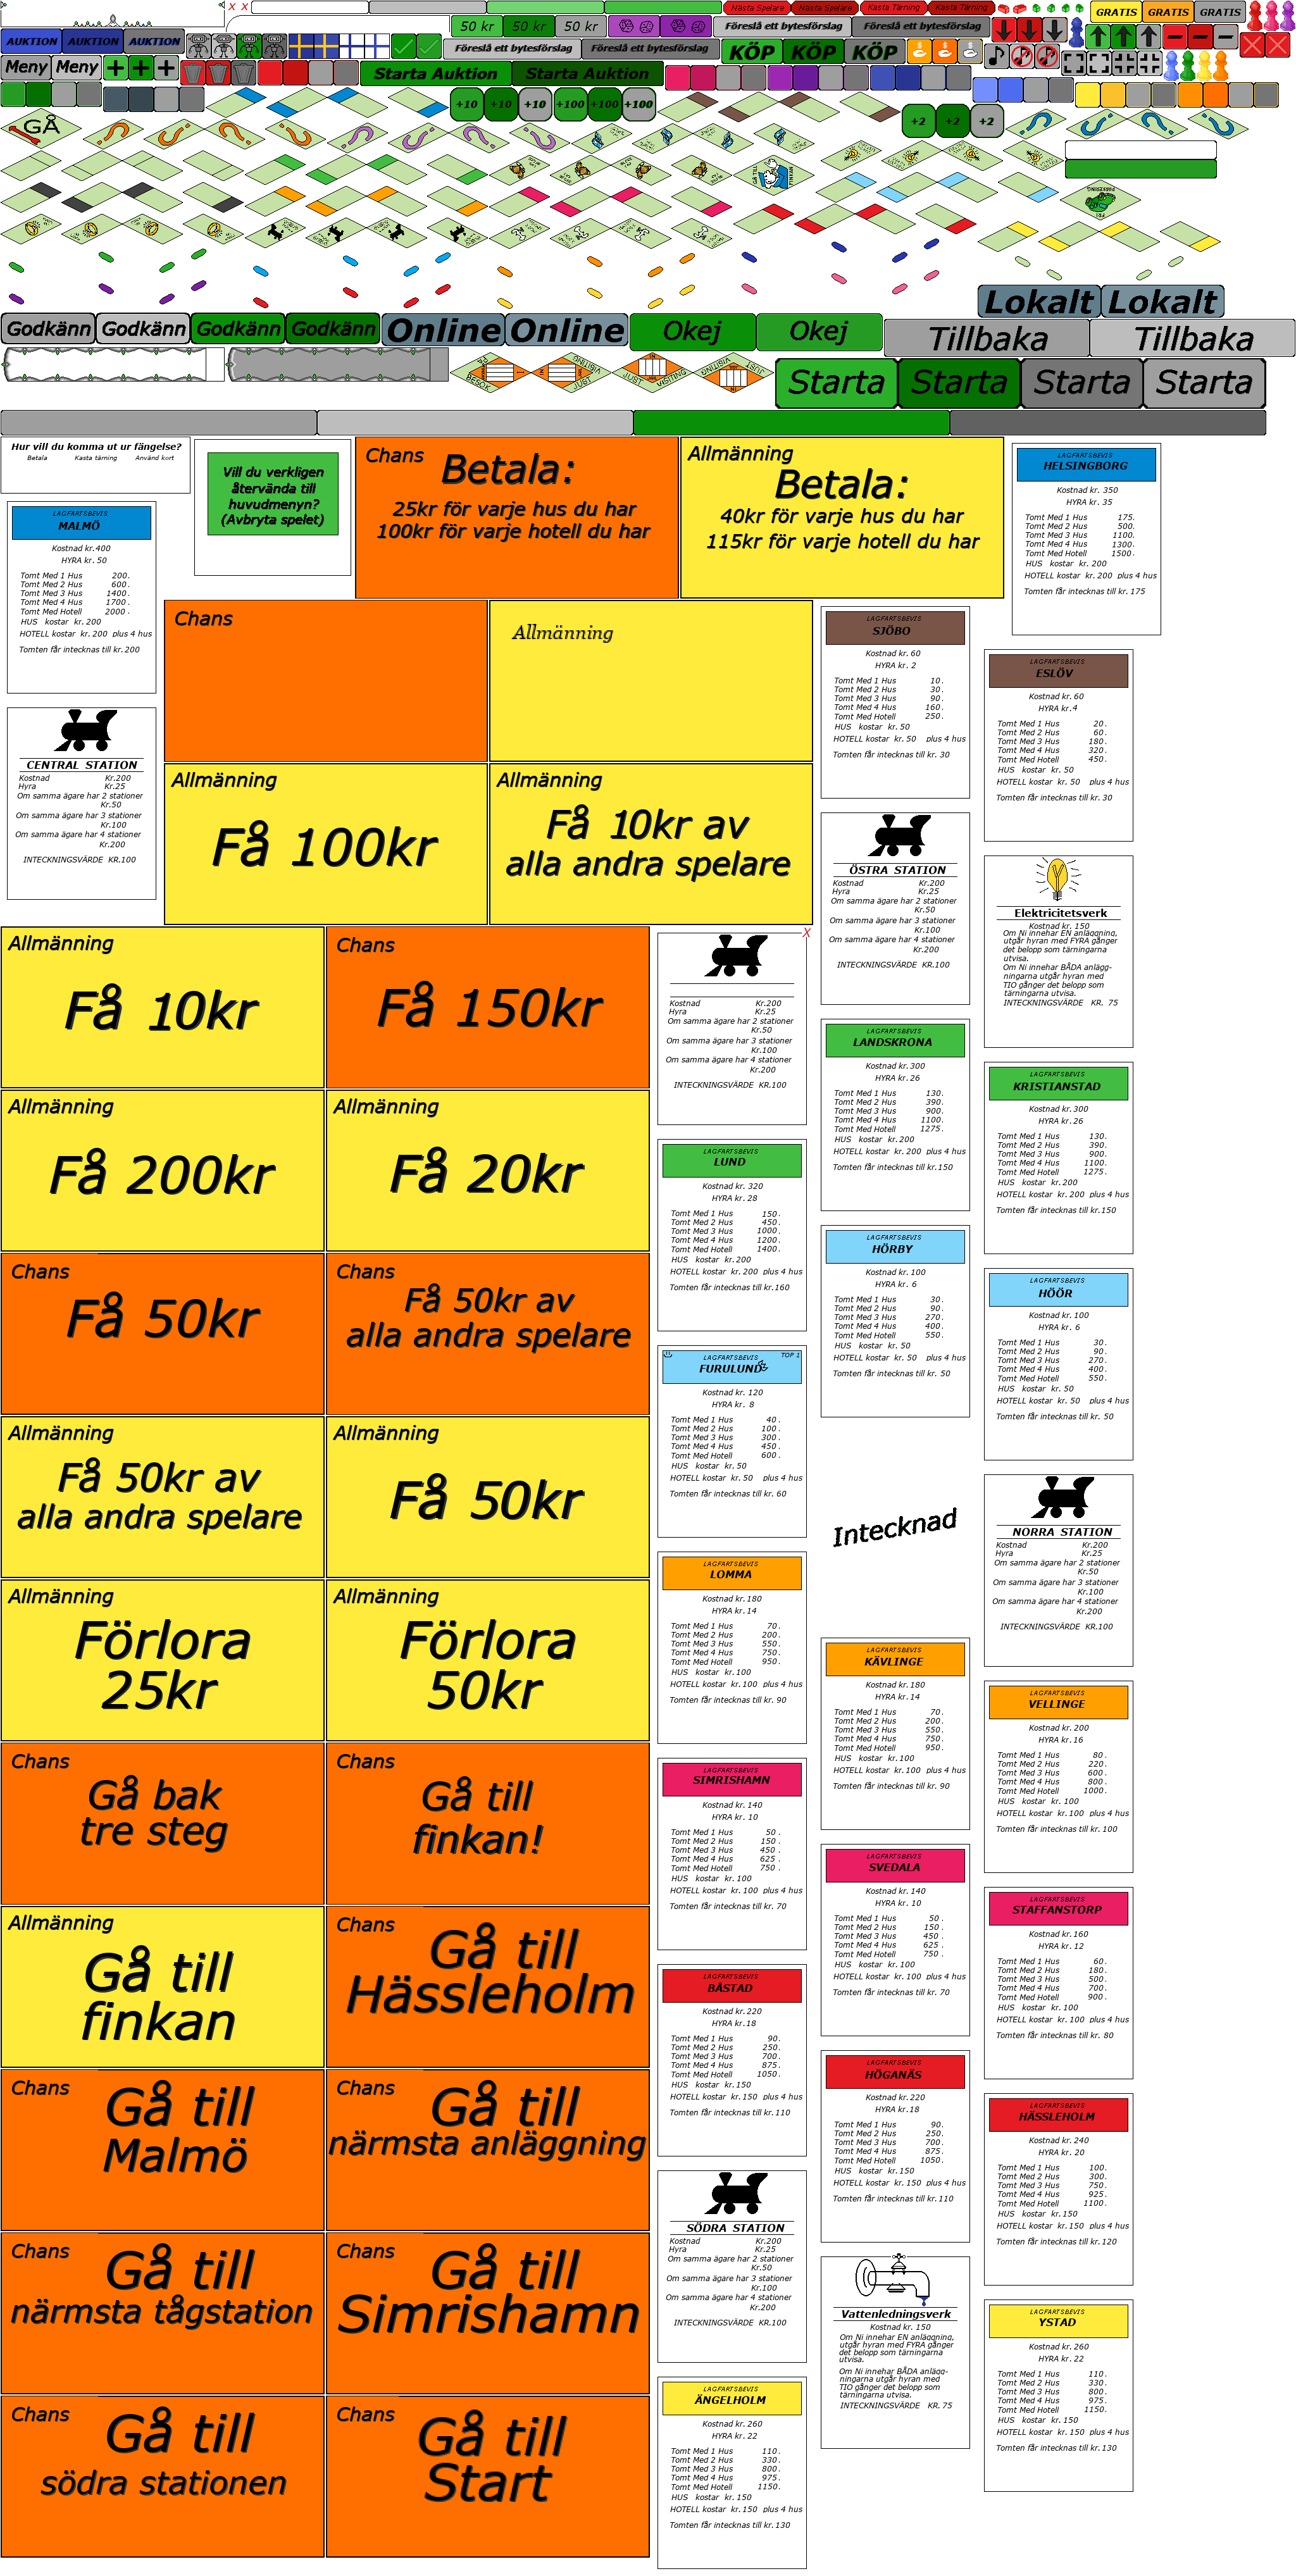 X X
Nästa Spelare
Nästa Spelare
Kasta Tärning
Kasta Tärning
GRATIS
GRATIS
GRATIS
AUKTION
AUKTION
AUKTION
50 kr
50 kr
50 kr
Föreslå ett bytesförslag
Föreslå ett bytesförslag
Föreslå ett bytesförslag
Föreslå ett bytesförslag
KÖP
KÖP
KÖP
Meny
Meny
Starta Auktion
Starta Auktion
+10
+10
+10
+100
+100
+100
+2
+2
+2
GÅ
GÅ TILL
FINKAN
FRI
PARKERING
Lokalt
Lokalt
Godkänn
Godkänn
Godkänn
Godkänn
Online
Online
Okej
Okej
Tillbaka
Tillbaka
PÅ
BESÖK
JUST
VISITING
JUST
VISITING
JUST
VISITING
Starta
Starta
Starta
Starta
Hur vill du komma ut ur fängelse?
Betala
Kasta tärning
Använd kort
Vill du verkligen
återvända till
huvudmenyn?
(Avbryta spelet)
Chans
Betala:
25kr för varje hus du har
100kr för varje hotell du har
Allmänning
Betala:
40kr för varje hus du har
115kr för varje hotell du har
LAGFARTSBEVIS
HELSINGBORG
Kostnad kr. 350
HYRA kr. 35
Tomt Med 1 Hus 175.
Tomt Med 2 Hus 500.
Tomt Med 3 Hus 1100.
Tomt Med 4 Hus 1300.
Tomt Med Hotell 1500.
HUS kostar kr. 200
HOTELL kostar kr. 200 plus 4 hus
Tomten får intecknas till kr. 175
LAGFARTSBEVIS
MALMÖ
Kostnad kr.400
HYRA kr. 50
Tomt Med 1 Hus 200.
Tomt Med 2 Hus 600.
Tomt Med 3 Hus 1400.
Tomt Med 4 Hus 1700.
Tomt Med Hotell 2000.
HUS kostar kr. 200
HOTELL kostar kr. 200 plus 4 hus
Tomten får intecknas till kr. 200
Chans
Allmänning
LAGFARTSBEVIS
SJÖBO
Kostnad kr. 60
HYRA kr. 2
Tomt Med 1 Hus 10.
Tomt Med 2 Hus 30.
Tomt Med 3 Hus 90.
Tomt Med 4 Hus 160.
Tomt Med Hotell 250.
HUS kostar kr. 50
HOTELL kostar kr. 50 plus 4 hus
Tomten får intecknas till kr. 30
LAGFARTSBEVIS
ESLÖV
Kostnad kr. 60
HYRA kr.4
Tomt Med 1 Hus 20.
Tomt Med 2 Hus 60.
Tomt Med 3 Hus 180.
Tomt Med 4 Hus 320.
Tomt Med Hotell 450.
HUS kostar kr. 50
HOTELL kostar kr. 50 plus 4 hus
Tomten får intecknas till kr. 30
CENTRAL STATION
Kostnad Kr.200
Hyra Kr.25
Om samma ägare har 2 stationer
Kr.50
Om samma ägare har 3 stationer
Kr.100
Om samma ägare har 4 stationer
Kr.200
INTECKNINGSVÄRDE KR.100
Allmänning
Få 100kr
Allmänning
Få 10kr av
alla andra spelare
ÖSTRA STATION
Kostnad Kr.200
Hyra Kr.25
Om samma ägare har 2 stationer
Kr.50
Om samma ägare har 3 stationer
Kr.100
Om samma ägare har 4 stationer
Kr.200
INTECKNINGSVÄRDE KR.100
Elektricitetsverk
Kostnad kr. 150
Om Ni innehar EN anläggning,
utgår hyran med FYRA gånger
det belopp som tärningarna
utvisa.
Om Ni innehar BÅDA anlägg-
ningarna utgår hyran med
TIO gånger det belopp som
tärningarna utvisa.
INTECKNINGSVÄRDE KR. 75
Allmänning
Få 10kr
Chans
Få 150kr
X
Kostnad Kr.200
Hyra Kr.25
Om samma ägare har 2 stationer
Kr.50
Om samma ägare har 3 stationer
Kr.100
Om samma ägare har 4 stationer
Kr.200
INTECKNINGSVÄRDE KR.100
LAGFARTSBEVIS
LANDSKRONA
Kostnad kr.300
HYRA kr.26
Tomt Med 1 Hus 130.
Tomt Med 2 Hus 390.
Tomt Med 3 Hus 900.
Tomt Med 4 Hus 1100.
Tomt Med Hotell 1275.
HUS kostar kr.200
HOTELL kostar kr. 200 plus 4 hus
Tomten får intecknas till kr.150
LAGFARTSBEVIS
KRISTIANSTAD
Kostnad kr.300
HYRA kr.26
Tomt Med 1 Hus 130.
Tomt Med 2 Hus 390.
Tomt Med 3 Hus 900.
Tomt Med 4 Hus 1100.
Tomt Med Hotell 1275.
HUS kostar kr.200
HOTELL kostar kr. 200 plus 4 hus
Tomten får intecknas till kr.150
Allmänning
Få 200kr
Allmänning
Få 20kr
LAGFARTSBEVIS
LUND
Kostnad kr. 320
HYRA kr. 28
Tomt Med 1 Hus 150.
Tomt Med 2 Hus 450.
Tomt Med 3 Hus 1000.
Tomt Med 4 Hus 1200.
Tomt Med Hotell 1400.
HUS kostar kr.200
HOTELL kostar kr. 200 plus 4 hus
Tomten får intecknas till kr.160
LAGFARTSBEVIS
HÖRBY
Kostnad kr.100
HYRA kr. 6
Tomt Med 1 Hus 30.
Tomt Med 2 Hus 90.
Tomt Med 3 Hus 270.
Tomt Med 4 Hus 400.
Tomt Med Hotell 550.
HUS kostar kr. 50
HOTELL kostar kr. 50 plus 4 hus
Tomten får intecknas till kr. 50
LAGFARTSBEVIS
HÖÖR
Kostnad kr.100
HYRA kr. 6
Tomt Med 1 Hus 30.
Tomt Med 2 Hus 90.
Tomt Med 3 Hus 270.
Tomt Med 4 Hus 400.
Tomt Med Hotell 550.
HUS kostar kr. 50
HOTELL kostar kr. 50 plus 4 hus
Tomten får intecknas till kr. 50
Chans
Få 50kr
Chans
Få 50kr av
alla andra spelare
LAGFARTSBEVIS
TOP 1
FURULUND
Kostnad kr. 120
HYRA kr. 8
Tomt Med 1 Hus 40.
Tomt Med 2 Hus 100.
Tomt Med 3 Hus 300.
Tomt Med 4 Hus 450.
Tomt Med Hotell 600.
HUS kostar kr. 50
HOTELL kostar kr. 50 plus 4 hus
Tomten får intecknas till kr. 60
Allmänning
Få 50kr av
alla andra spelare
Allmänning
Få 50kr
Intecknad
NORRA STATION
Kostnad Kr.200
Hyra Kr.25
Om samma ägare har 2 stationer
Kr.50
Om samma ägare har 3 stationer
Kr.100
Om samma ägare har 4 stationer
Kr.200
INTECKNINGSVÄRDE KR.100
Allmänning
Förlora
25kr
Allmänning
Förlora
50kr
LAGFARTSBEVIS
LOMMA
Kostnad kr.180
HYRA kr.14
Tomt Med 1 Hus 70.
Tomt Med 2 Hus 200.
Tomt Med 3 Hus 550.
Tomt Med 4 Hus 750.
Tomt Med Hotell 950.
HUS kostar kr.100
HOTELL kostar kr.100 plus 4 hus
Tomten får intecknas till kr. 90
LAGFARTSBEVIS
KÄVLINGE
Kostnad kr.180
HYRA kr.14
Tomt Med 1 Hus 70.
Tomt Med 2 Hus 200.
Tomt Med 3 Hus 550.
Tomt Med 4 Hus 750.
Tomt Med Hotell 950.
HUS kostar kr.100
HOTELL kostar kr.100 plus 4 hus
Tomten får intecknas till kr. 90
LAGFARTSBEVIS
VELLINGE
Kostnad kr. 200
HYRA kr.16
Tomt Med 1 Hus 80.
Tomt Med 2 Hus 220.
Tomt Med 3 Hus 600.
Tomt Med 4 Hus 800.
Tomt Med Hotell 1000.
HUS kostar kr. 100
HOTELL kostar kr.100 plus 4 hus
Tomten får intecknas till kr.100
Chans
Gå bak
tre steg
Chans
Gå till
finkan!
LAGFARTSBEVIS
SIMRISHAMN
Kostnad kr. 140
HYRA kr. 10
Tomt Med 1 Hus 50.
Tomt Med 2 Hus 150.
Tomt Med 3 Hus 450.
Tomt Med 4 Hus 625.
Tomt Med Hotell 750.
HUS kostar kr. 100
HOTELL kostar kr. 100 plus 4 hus
Tomten får intecknas till kr. 70
LAGFARTSBEVIS
SVEDALA
Kostnad kr. 140
HYRA kr. 10
Tomt Med 1 Hus 50.
Tomt Med 2 Hus 150.
Tomt Med 3 Hus 450.
Tomt Med 4 Hus 625.
Tomt Med Hotell 750.
HUS kostar kr. 100
HOTELL kostar kr.100 plus 4 hus
Tomten får intecknas till kr. 70
LAGFARTSBEVIS
STAFFANSTORP
Kostnad kr.160
HYRA kr.12
Tomt Med 1 Hus 60.
Tomt Med 2 Hus 180.
Tomt Med 3 Hus 500.
Tomt Med 4 Hus 700.
Tomt Med Hotell 900.
HUS kostar kr.100
HOTELL kostar kr.100 plus 4 hus
Tomten får intecknas till kr. 80
Allmänning
Gå till
finkan
Chans
Gå till
Hässleholm
LAGFARTSBEVIS
BÅSTAD
Kostnad kr.220
HYRA kr.18
Tomt Med 1 Hus 90.
Tomt Med 2 Hus 250.
Tomt Med 3 Hus 700.
Tomt Med 4 Hus 875.
Tomt Med Hotell 1050.
HUS kostar kr.150
HOTELL kostar kr.150 plus 4 hus
Tomten får intecknas till kr.110
LAGFARTSBEVIS
HÖGANÄS
Kostnad kr.220
HYRA kr.18
Tomt Med 1 Hus 90.
Tomt Med 2 Hus 250.
Tomt Med 3 Hus 700.
Tomt Med 4 Hus 875.
Tomt Med Hotell 1050.
HUS kostar kr.150
HOTELL kostar kr.150 plus 4 hus
Tomten får intecknas till kr.110
LAGFARTSBEVIS
HÄSSLEHOLM
Kostnad kr.240
HYRA kr. 20
Tomt Med 1 Hus 100.
Tomt Med 2 Hus 300.
Tomt Med 3 Hus 750.
Tomt Med 4 Hus 925.
Tomt Med Hotell 1100.
HUS kostar kr.150
HOTELL kostar kr.150 plus 4 hus
Tomten får intecknas till kr.120
Chans
Gå till
Malmö
Chans
Gå till
närmsta anläggning
SÖDRA STATION
Kostnad Kr.200
Hyra Kr.25
Om samma ägare har 2 stationer
Kr.50
Om samma ägare har 3 stationer
Kr.100
Om samma ägare har 4 stationer
Kr.200
INTECKNINGSVÄRDE KR.100
Chans
Gå till
närmsta tågstation
Chans
Gå till
Simrishamn
Vattenledningsverk
Kostnad kr. 150
Om Ni innehar EN anläggning,
utgår hyran med FYRA gånger
det belopp som tärningarna
utvisa.
Om Ni innehar BÅDA anlägg-
ningarna utgår hyran med
TIO gånger det belopp som
tärningarna utvisa.
INTECKNINGSVÄRDE KR. 75
LAGFARTSBEVIS
YSTAD
Kostnad kr.260
HYRA kr.22
Tomt Med 1 Hus 110.
Tomt Med 2 Hus 330.
Tomt Med 3 Hus 800.
Tomt Med 4 Hus 975.
Tomt Med Hotell 1150.
HUS kostar kr.150
HOTELL kostar kr.150 plus 4 hus
Tomten får intecknas till kr.130
Chans
Gå till
södra stationen
Chans
Gå till
Start
LAGFARTSBEVIS
ÄNGELHOLM
Kostnad kr.260
HYRA kr.22
Tomt Med 1 Hus 110.
Tomt Med 2 Hus 330.
Tomt Med 3 Hus 800.
Tomt Med 4 Hus 975.
Tomt Med Hotell 1150.
HUS kostar kr.150
HOTELL kostar kr.150 plus 4 hus
Tomten får intecknas till kr.130